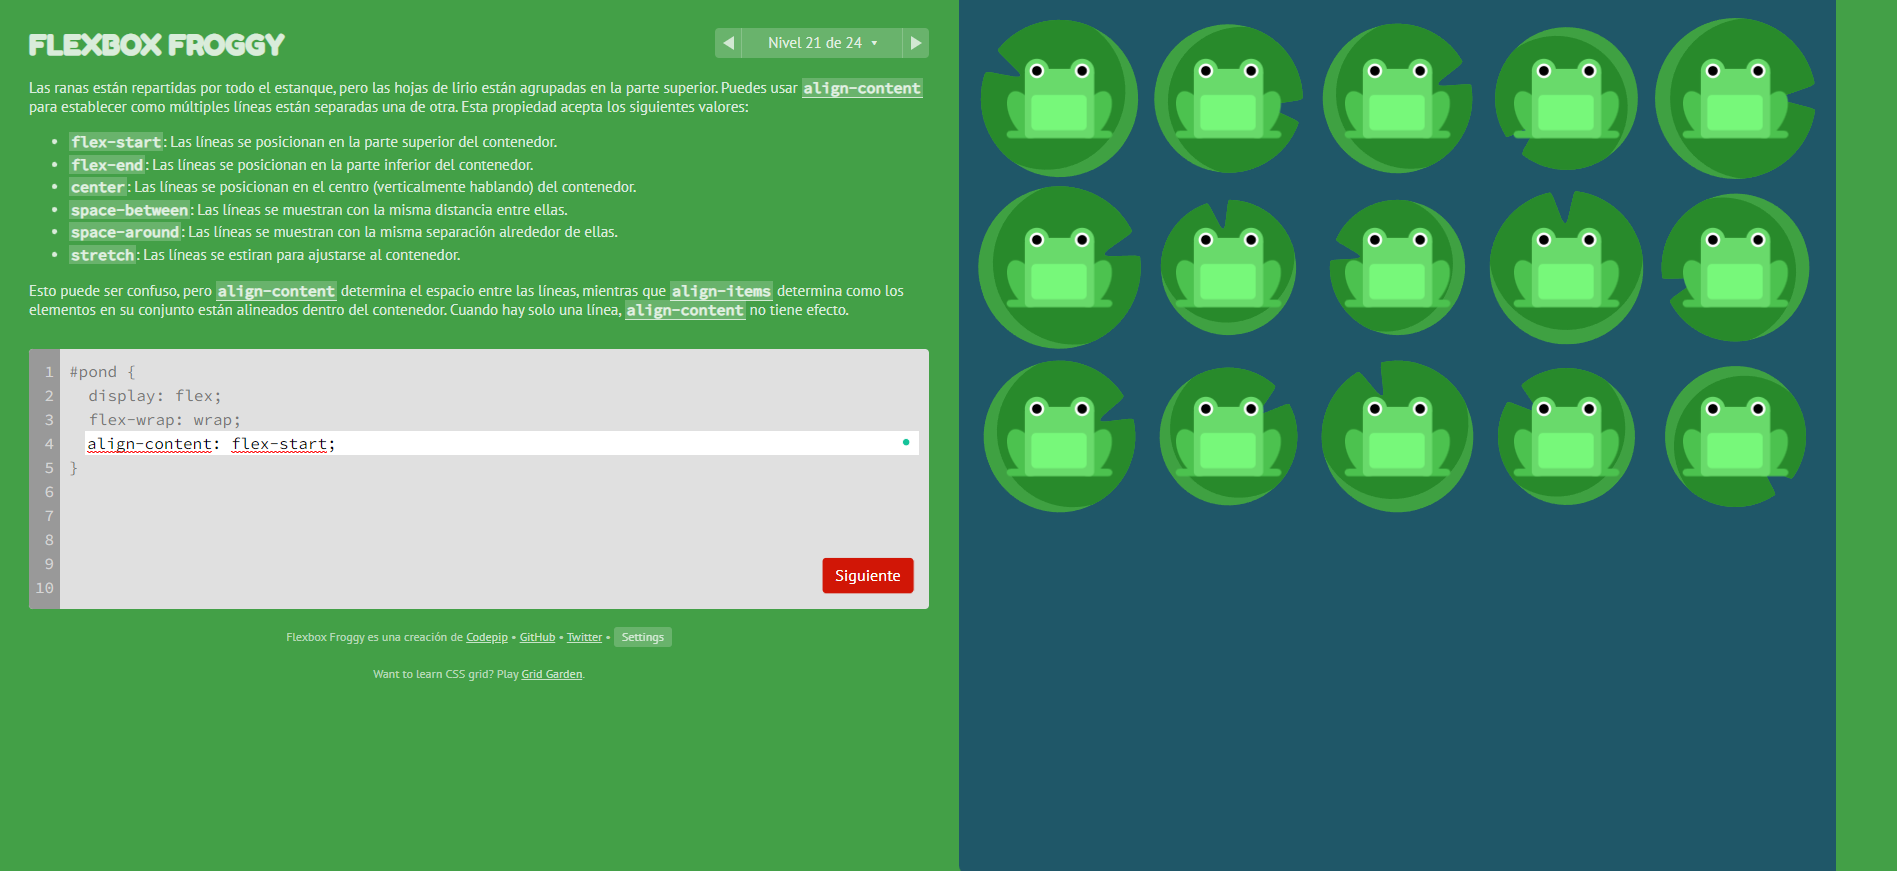 FLEXBOX FROGGY
Nivel 21 de 24
Las ranas están repartidas por todo el estanque, pero las hojas de lirio están agrupadas en la parte superior. Puedes usar align-content
para establecer como múltiples líneas están separadas una de otra. Esta propiedad acepta los siguientes valores:
• flex-start: Las líneas se posicionan en la parte superior del contenedor.
• flex-end: Las líneas se posicionan en la parte inferior del contenedor.
• center: Las líneas se posicionan en el centro (verticalmente hablando) del contenedor.
• space-between: Las líneas se muestran con la misma distancia entre ellas.
• space-around: Las líneas se muestran con la misma separación alrededor de ellas.
• stretch: Las líneas se estiran para ajustarse al contenedor.
Esto puede ser confuso, pero align-content determina el espacio entre las líneas, mientras que align-items determina como los
elementos en su conjunto están alineados dentro del contenedor. Cuando hay solo una línea, align-content no tiene efecto.
1 #pond {
2 display: flex;
3 flex-wrap: wrap;
4 align-content: flex-start;
5 }
6
7
8
9
10
Siguiente
Flexbox Froggy es una creación de Codepip • GitHub • Twitter • Settings
Want to learn CSS grid? Play Grid Garden.